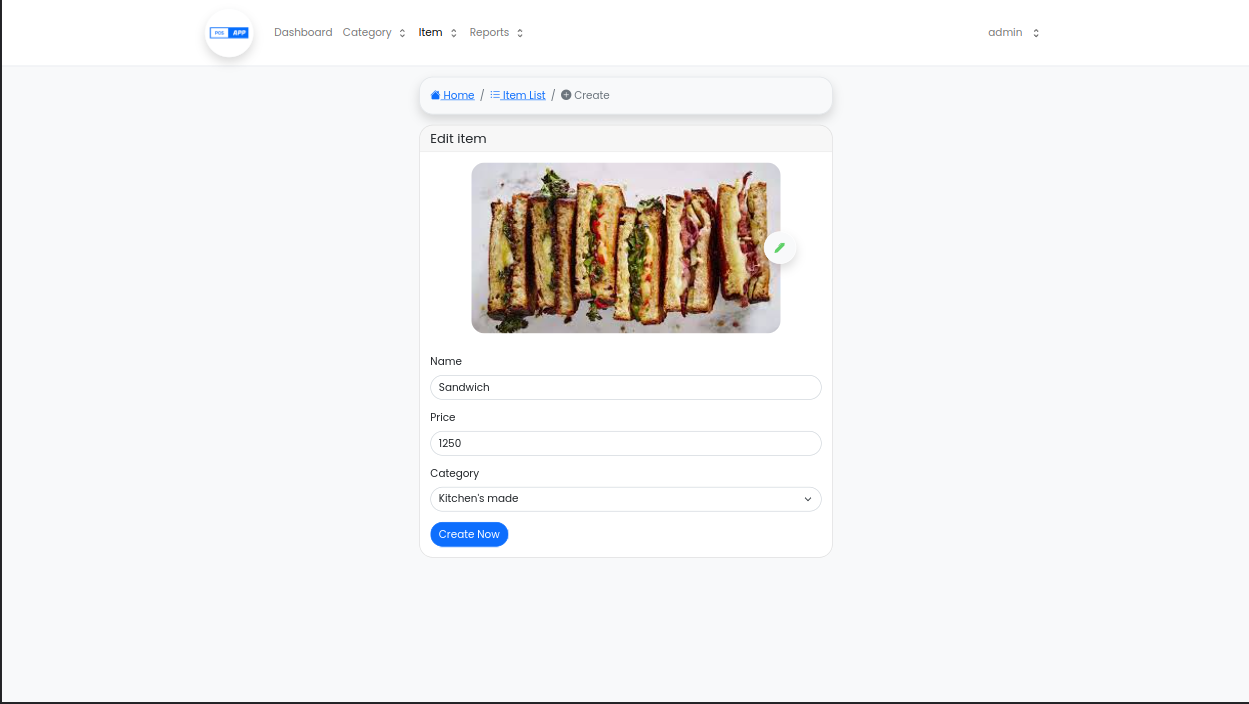 POS APP Dashboard Category Item Reports admin
Home / Item List / Create
Edit item
Name
Sandwich
Price
1250
Category
Kitchen's made
Create Now